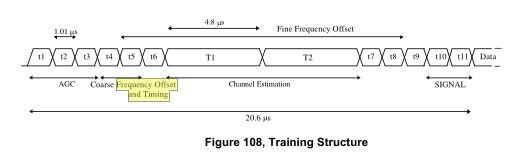 4.8 µs
1.01 µs
Fine Frequency Offset
t1 t2 t3 t4 t5 t6 T1 T2 t7 t8 t9 t10 t11 Data
AGC Coarse Frequency Offset Channel Estimation SIGNAL
and Timing
20.6 µs
Figure 108, Training Structure